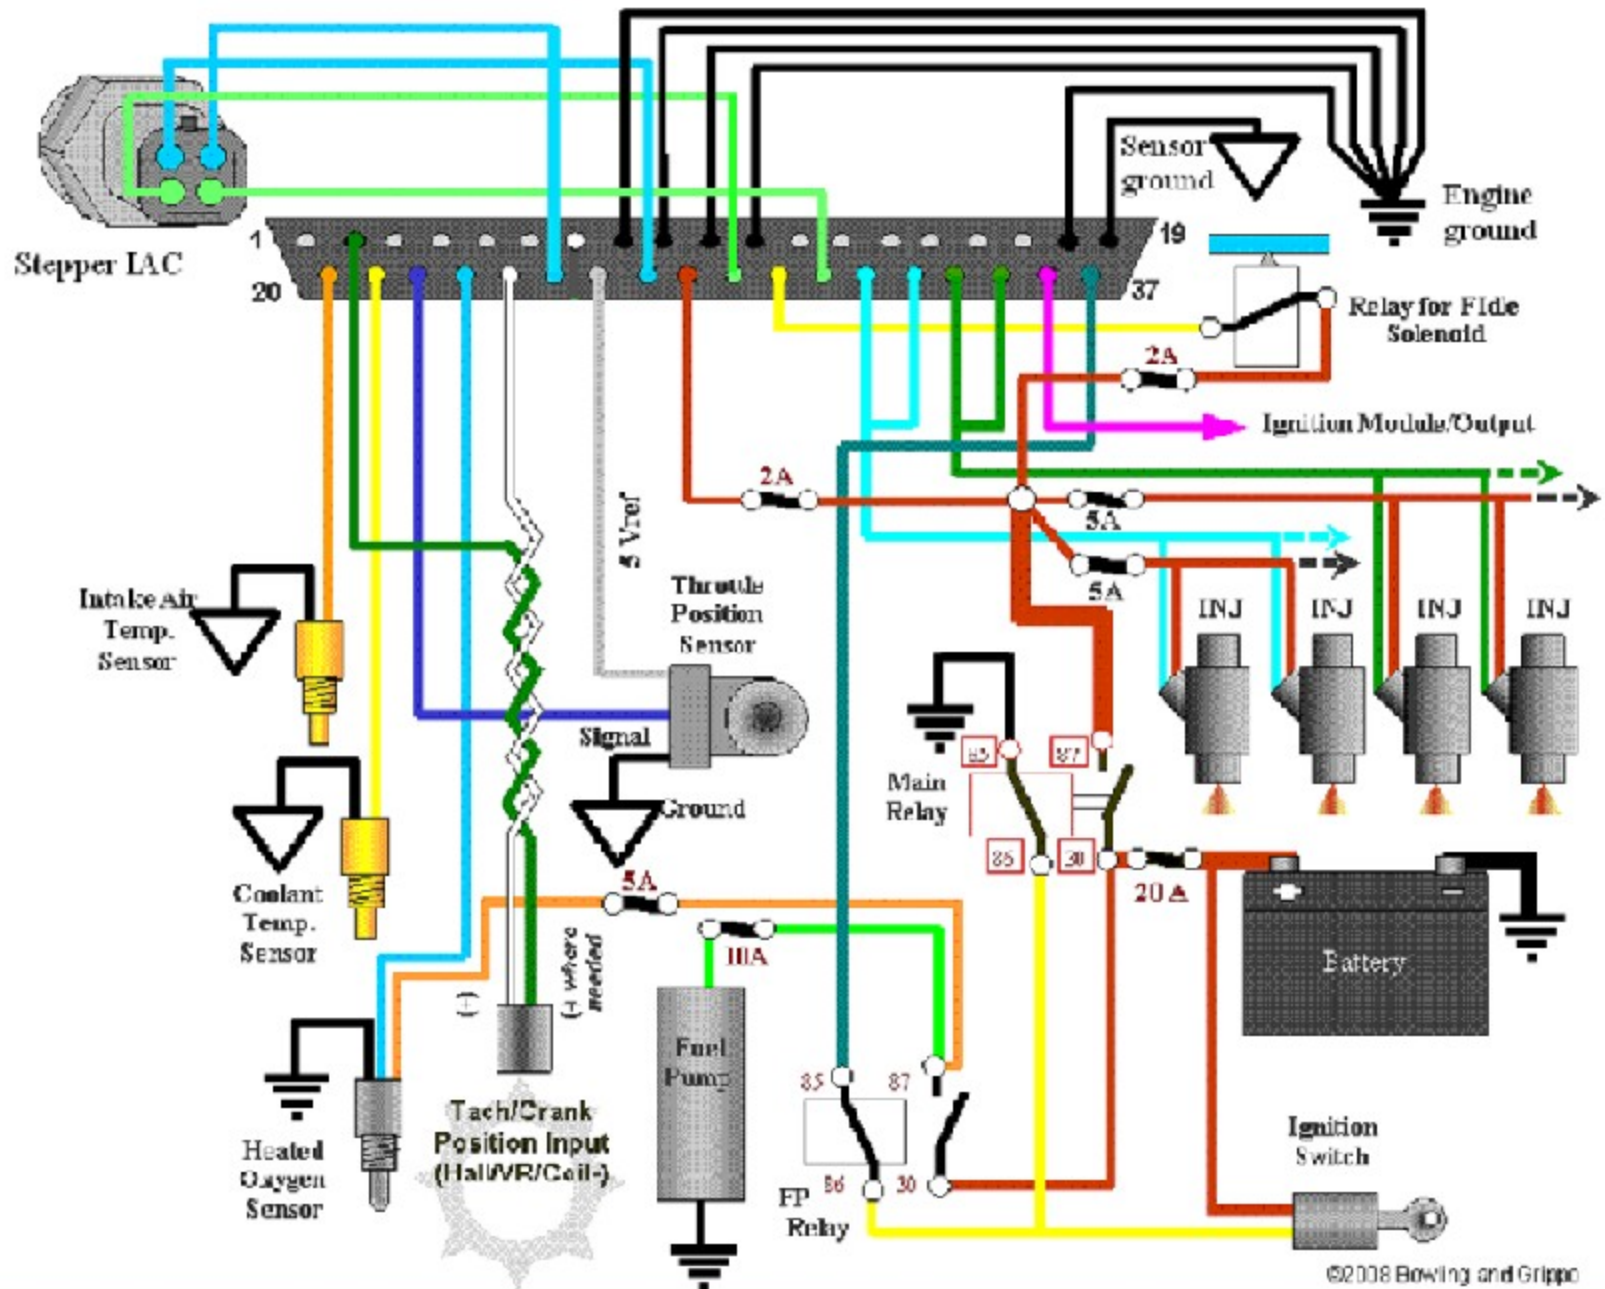 Sensor
ground
Engine
ground
Stepper IAC
1
19
20
37
Relay for FIdle
Solenoid
2A
Ignition Module/Output
2A
5 Vref
5A
5A
Throttle
Position
Sensor
Intake Air
Temp.
Sensor
INJ
INJ
INJ
INJ
Signal
Ground
85
87
Main
Relay
86
30
20A
Coolant
Temp.
Sensor
5A
10A
(+)
(-) where
needed
Battery
Fuel
Pump
85
87
Tach/Crank
Position Input
(Hall/VR/Coil-)
Heated
Oxygen
Sensor
86
30
FP
Relay
Ignition
Switch
©2008 Bowling and Grippo